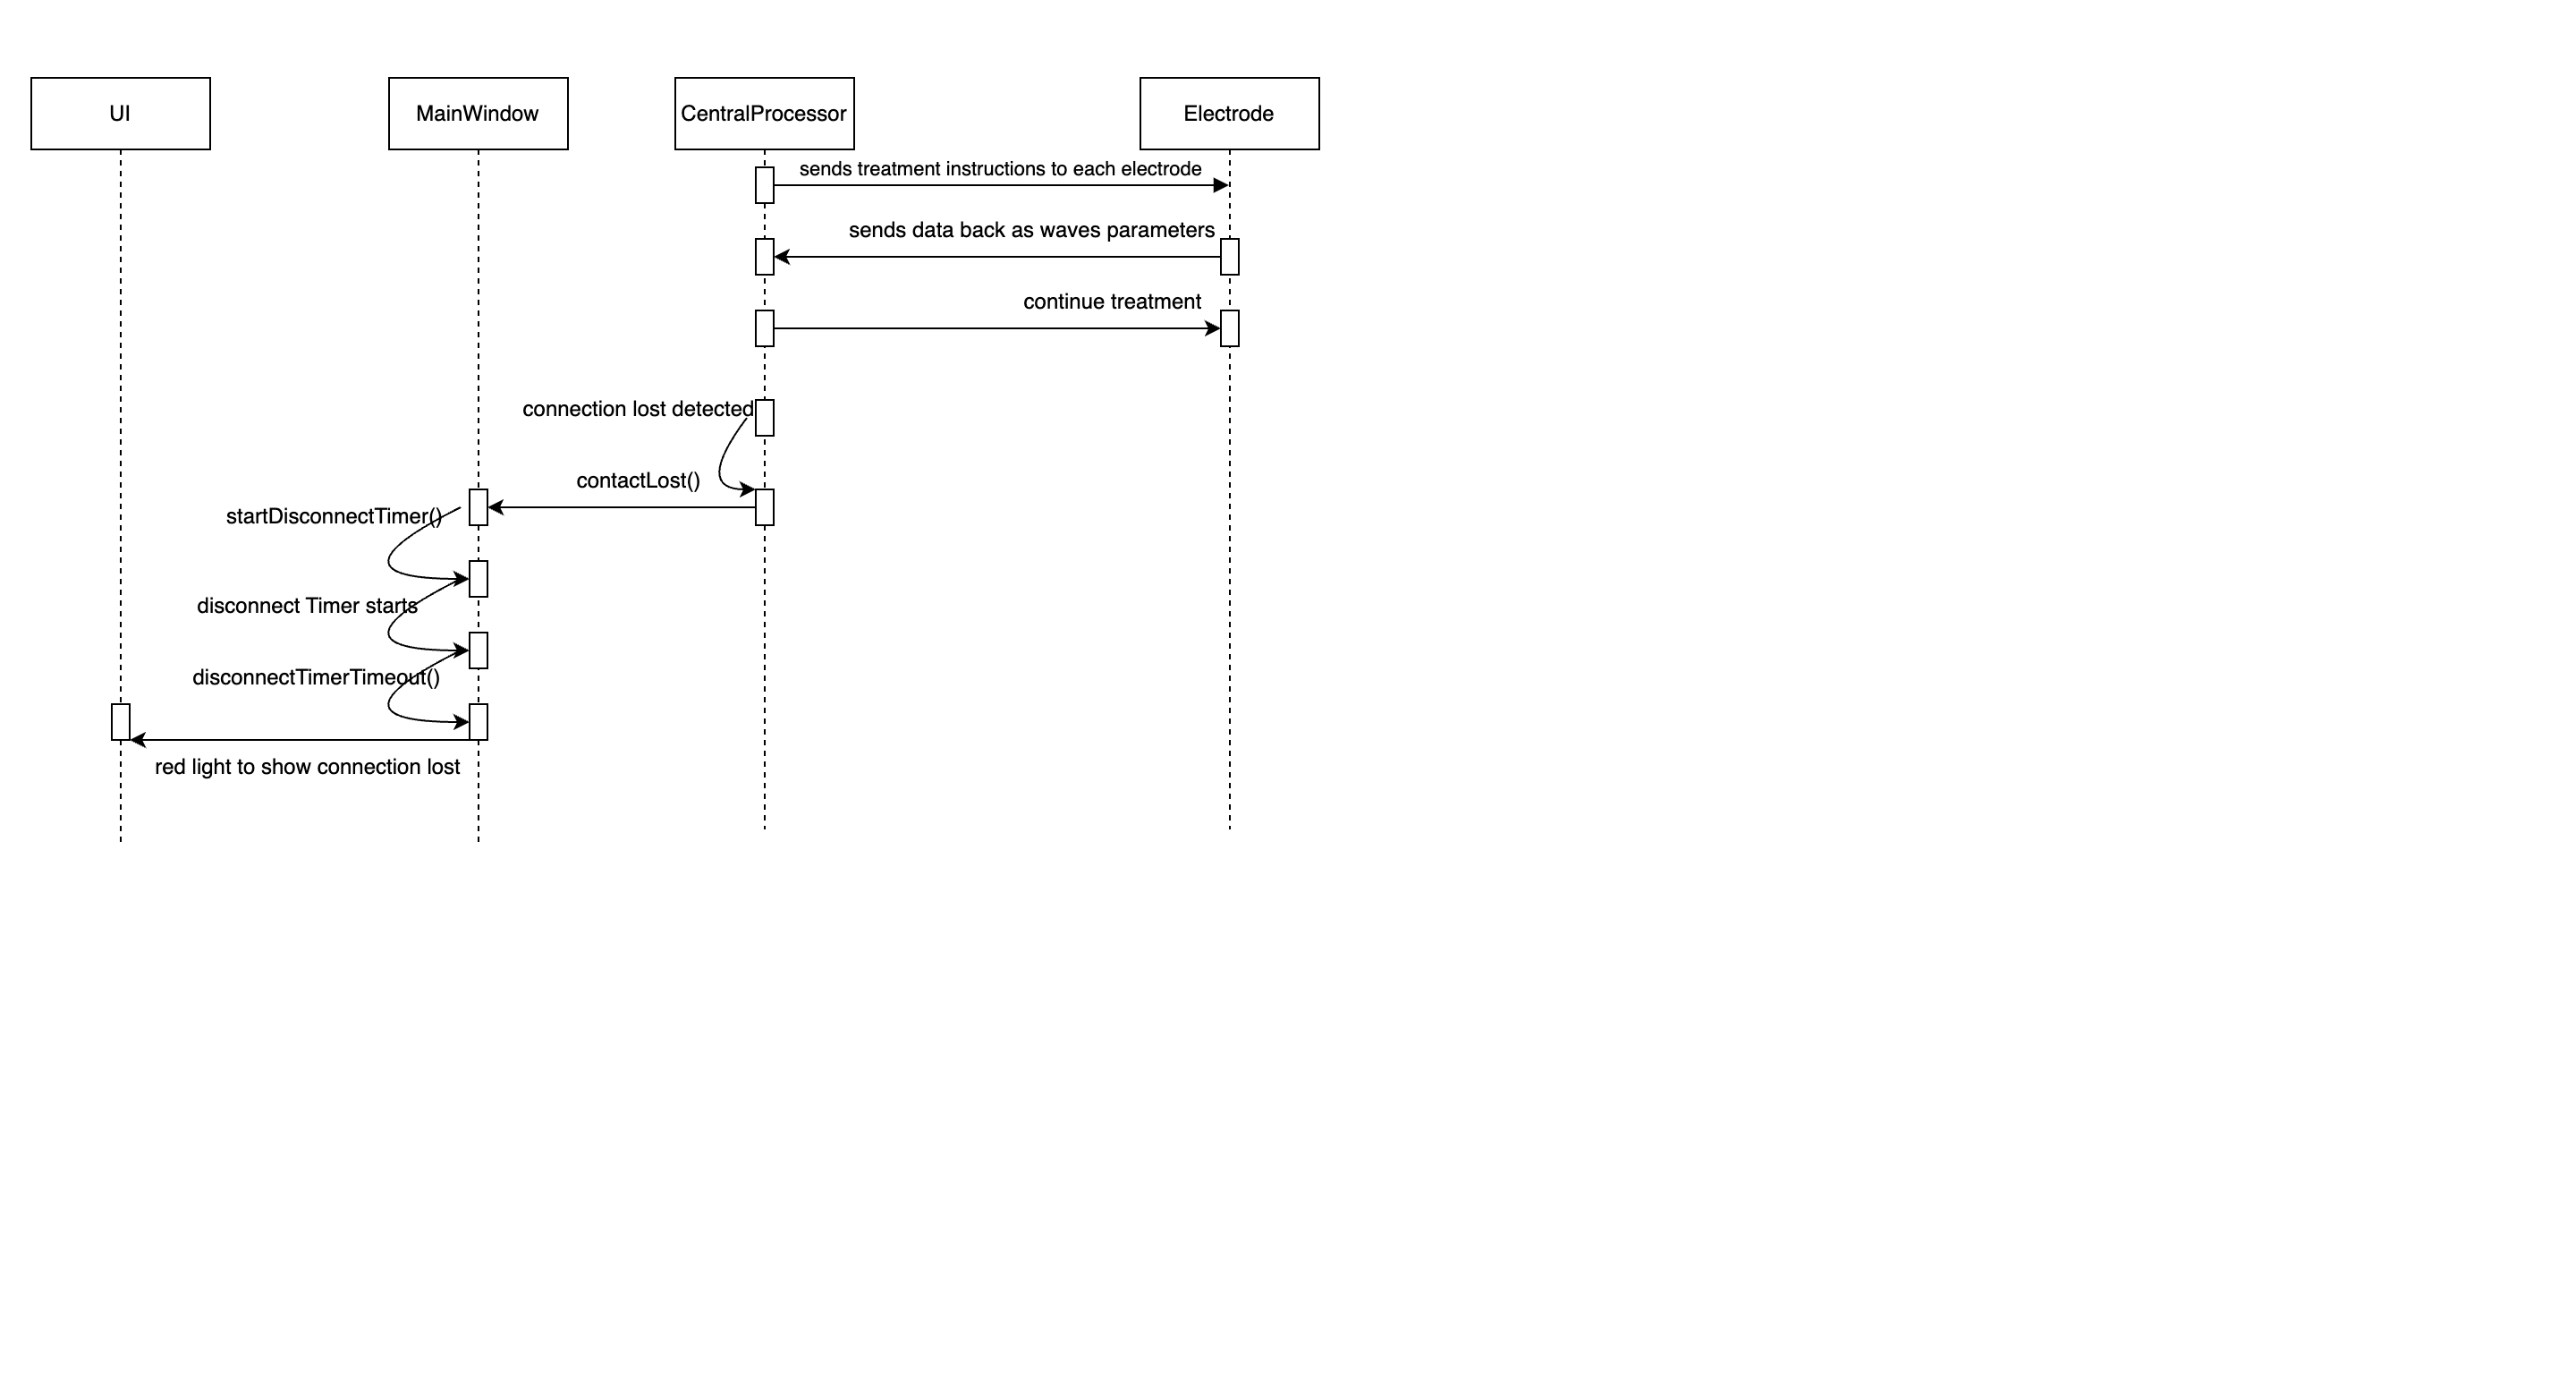 UI
MainWindow
CentralProcessor
Electrode
sends treatment instructions to each electrode
sends data back as waves parameters
continue treatment
connection lost detected
contactLost()
startDisconnectTimer()
disconnect Timer starts
disconnectTimerTimeout()
red light to show connection lost